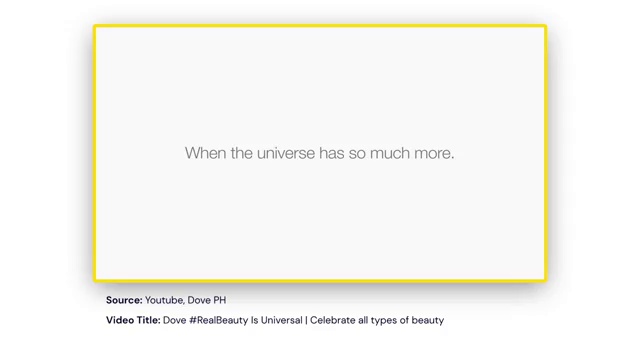 When the universe has so much more.
Source: Youtube, Dove PH
Video Title: Dove #RealBeauty Is Universal | Celebrate all types of beauty